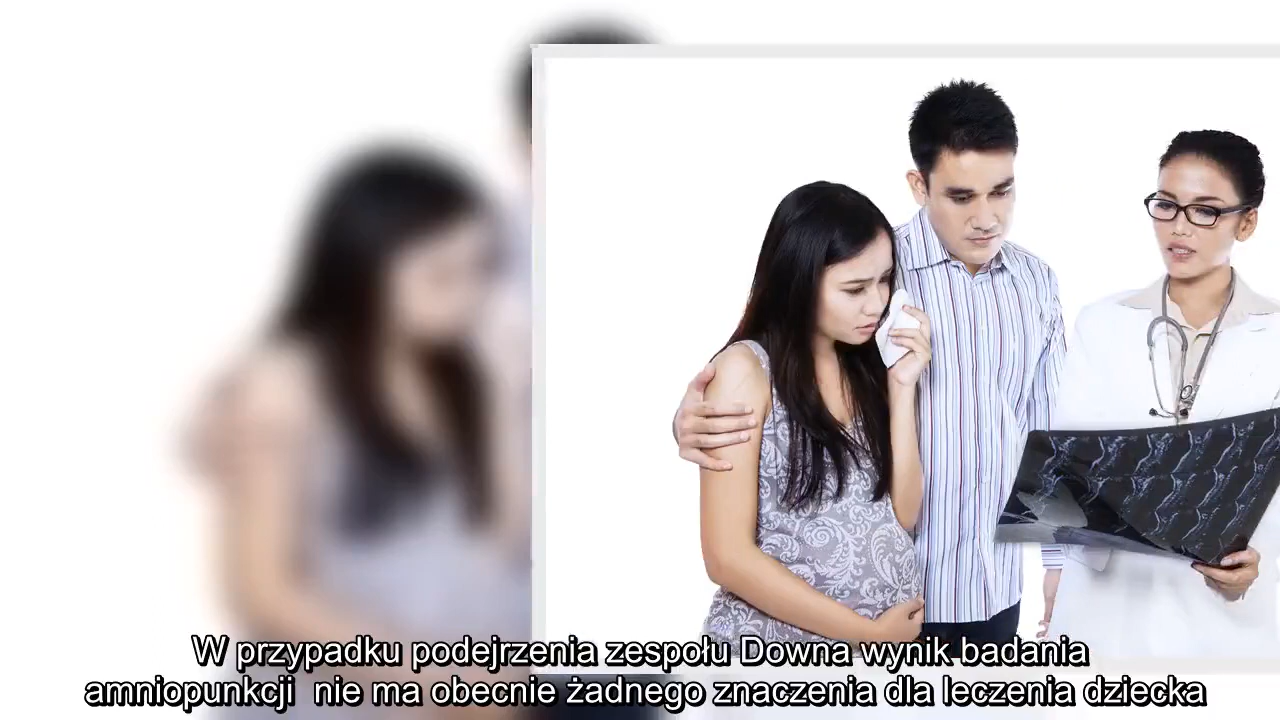 W przypadku podejrzenia zespołu Downa wynik badania
amniopunkcji  nie ma obecnie żadnego znaczenia dla leczenia dziecka